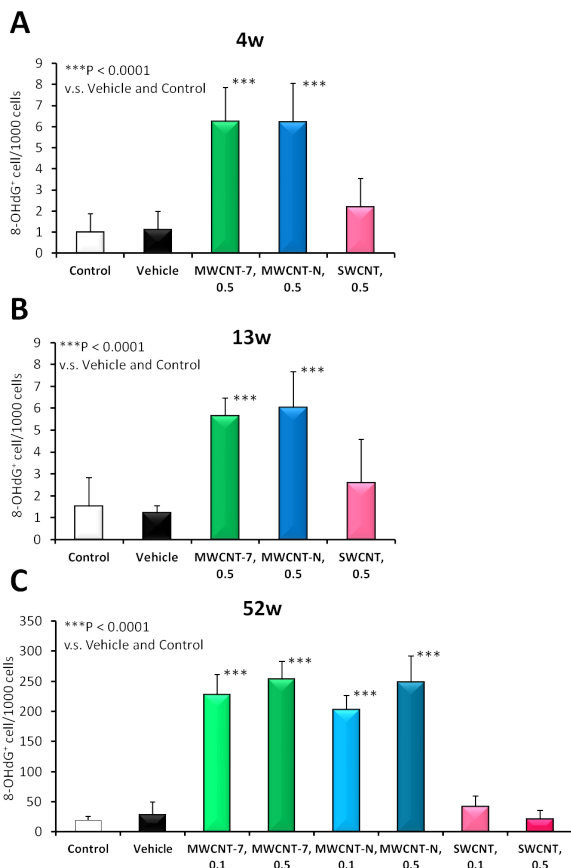 A
4w
***P < 0.0001
v.s. Vehicle and Control
8-OHdG⁺ cell/1000 cells
9
8
7
6
5
4
3
2
1
0
*** ***
Control Vehicle MWCNT-7, MWCNT-N, SWCNT,
0.5 0.5 0.5
B
13w
***P < 0.0001
v.s. Vehicle and Control
8-OHdG⁺ cell/1000 cells
9
8
7
6
5
4
3
2
1
0
*** ***
Control Vehicle MWCNT-7, MWCNT-N, SWCNT,
0.5 0.5 0.5
C
52w
***P < 0.0001
v.s. Vehicle and Control
8-OHdG⁺ cell/1000 cells
350
300
250
200
150
100
50
0
*** *** *** ***
Control Vehicle MWCNT-7, MWCNT-7, MWCNT-N, MWCNT-N, SWCNT, SWCNT,
0.1 0.5 0.1 0.5 0.1 0.5